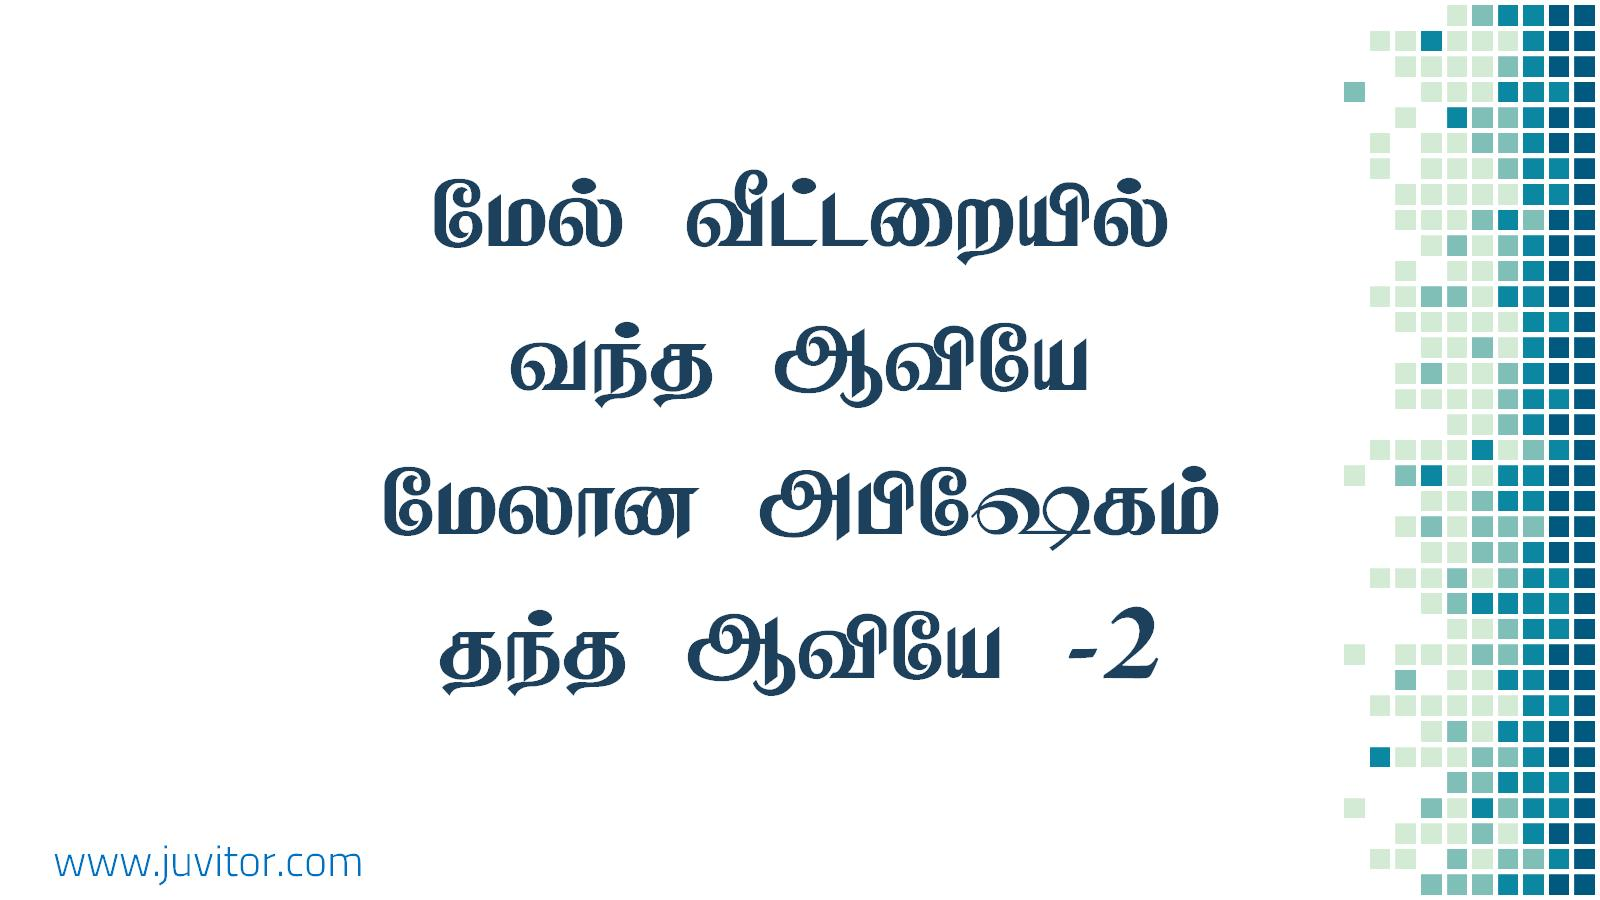 மேல் வீட்டறையில்
வந்த ஆவியே
மேலான அபிஷேகம்
தந்த ஆவியே -2
www.juvitor.com